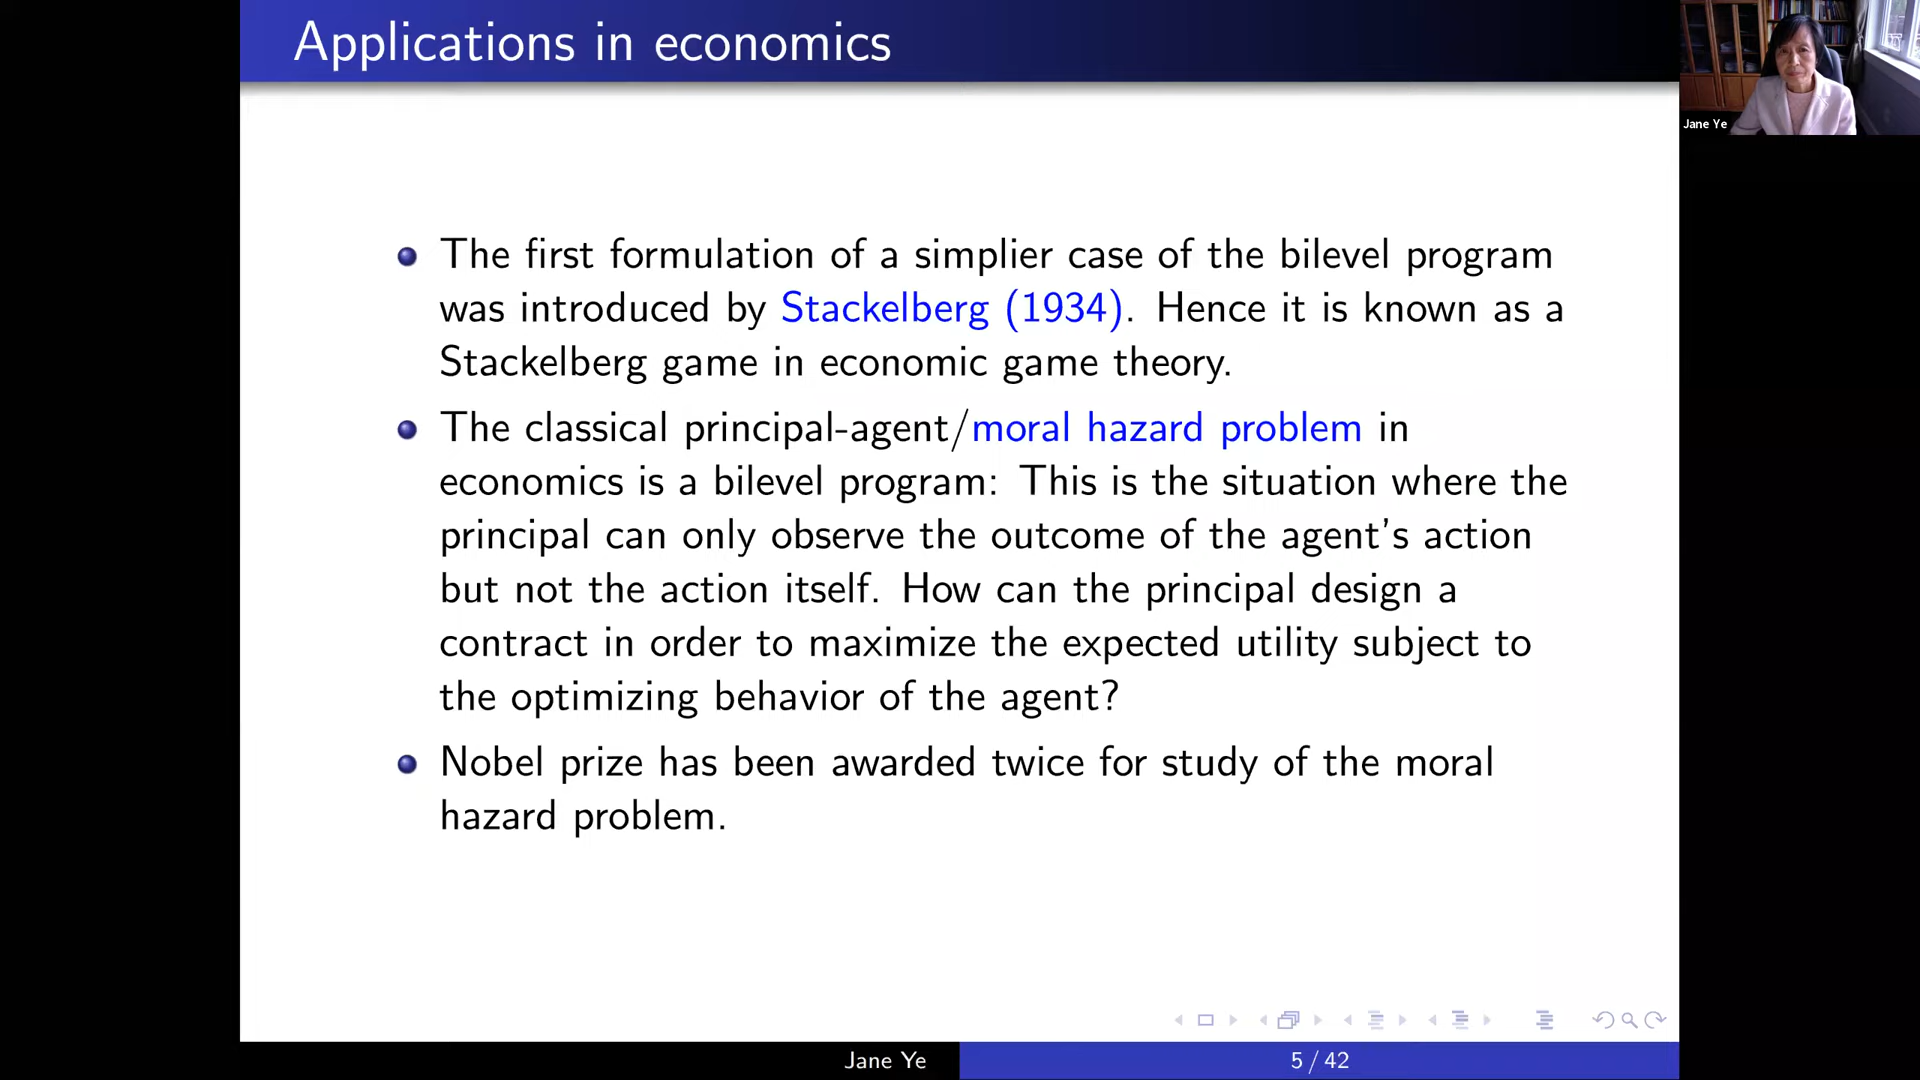 Applications in economics
Jane Ye
The first formulation of a simplier case of the bilevel program
was introduced by Stackelberg (1934). Hence it is known as a
Stackelberg game in economic game theory.
The classical principal-agent/moral hazard problem in
economics is a bilevel program: This is the situation where the
principal can only observe the outcome of the agent's action
but not the action itself. How can the principal design a
contract in order to maximize the expected utility subject to
the optimizing behavior of the agent?
Nobel prize has been awarded twice for study of the moral
hazard problem.
Jane Ye
5 / 42